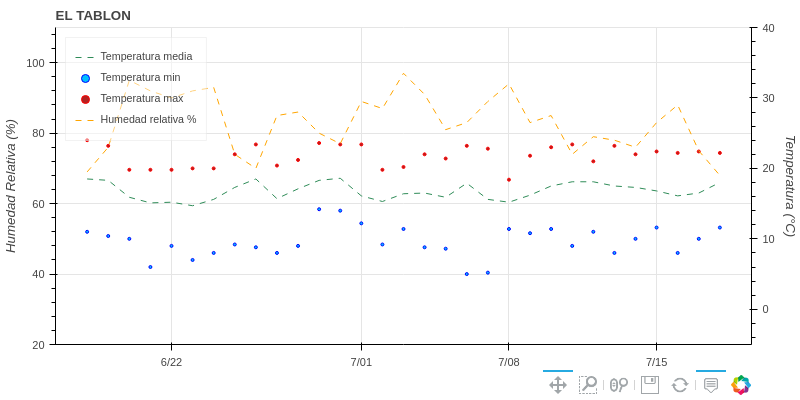 EL TABLON
Temperatura media
Temperatura min
Temperatura max
Humedad relativa %
Humedad Relativa (%)
100
80
60
40
20
Temperatura (°C)
40
30
20
10
0
6/22
7/01
7/08
7/15